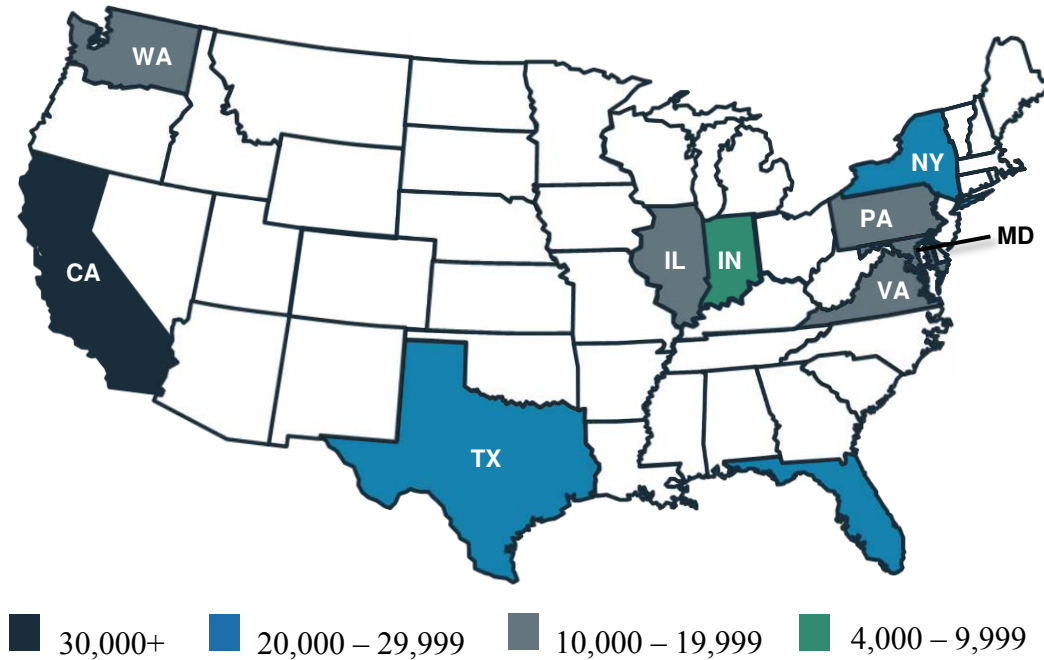 WA
NY
PA
MD
CA
IL
IN
VA
TX
30,000+
20,000 – 29,999
10,000 – 19,999
4,000 – 9,999